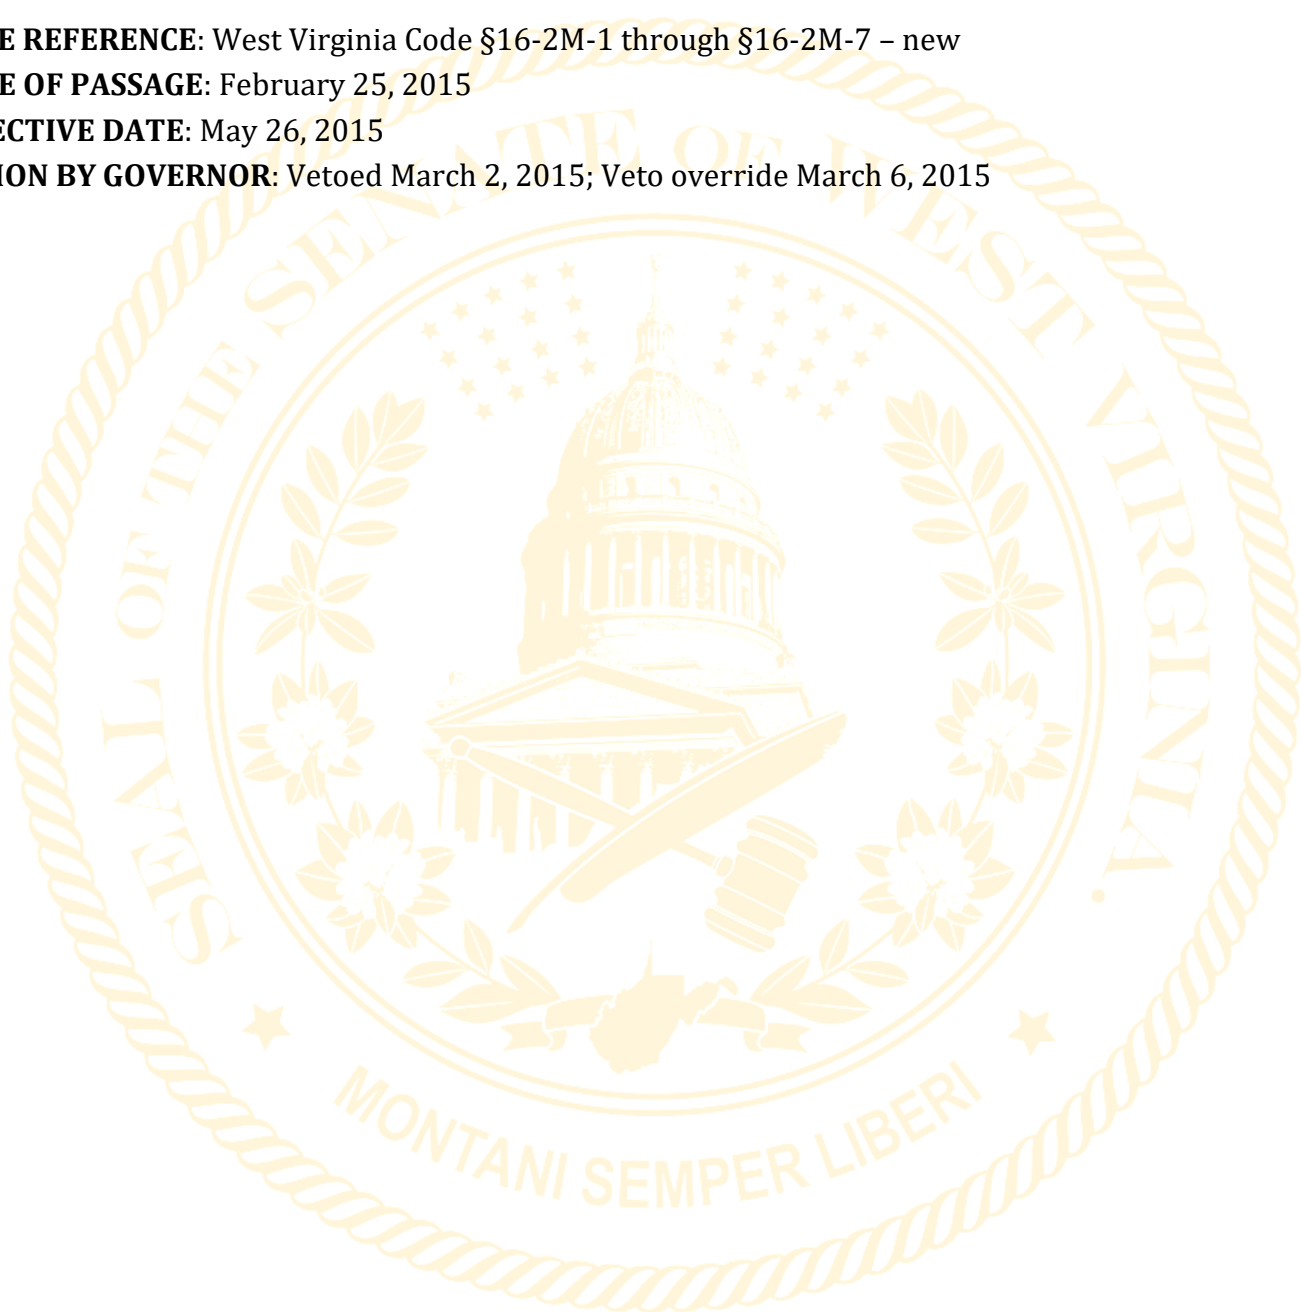 E REFERENCE: West Virginia Code §16-2M-1 through §16-2M-7 – new
E OF PASSAGE: February 25, 2015
ECTIVE DATE: May 26, 2015
ION BY GOVERNOR: Vetoed March 2, 2015; Veto override March 6, 2015
SEAL OF THE SENATE OF WEST VIRGINIA.
MONTANI SEMPER LIBERI